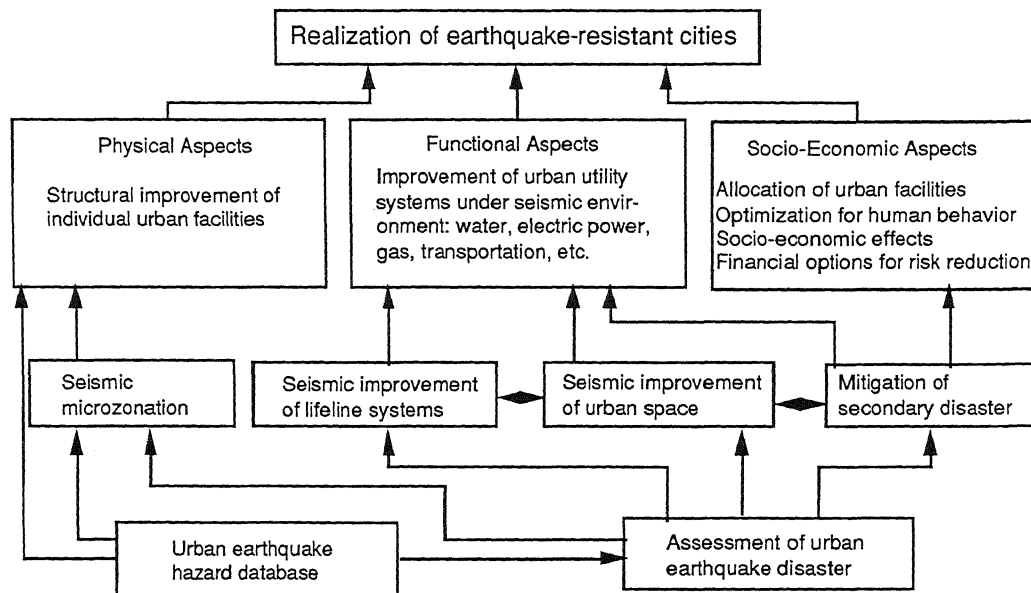 Realization of earthquake-resistant cities
Physical Aspects
Structural improvement of
individual urban facilities
Functional Aspects
Improvement of urban utility
systems under seismic envir-
onment: water, electric power,
gas, transportation, etc.
Socio-Economic Aspects
Allocation of urban facilities
Optimization for human behavior
Socio-economic effects
Financial options for risk reduction
Seismic
microzonation
Seismic improvement
of lifeline systems
Seismic improvement
of urban space
Mitigation of
secondary disaster
Urban earthquake
hazard database
Assessment of urban
earthquake disaster